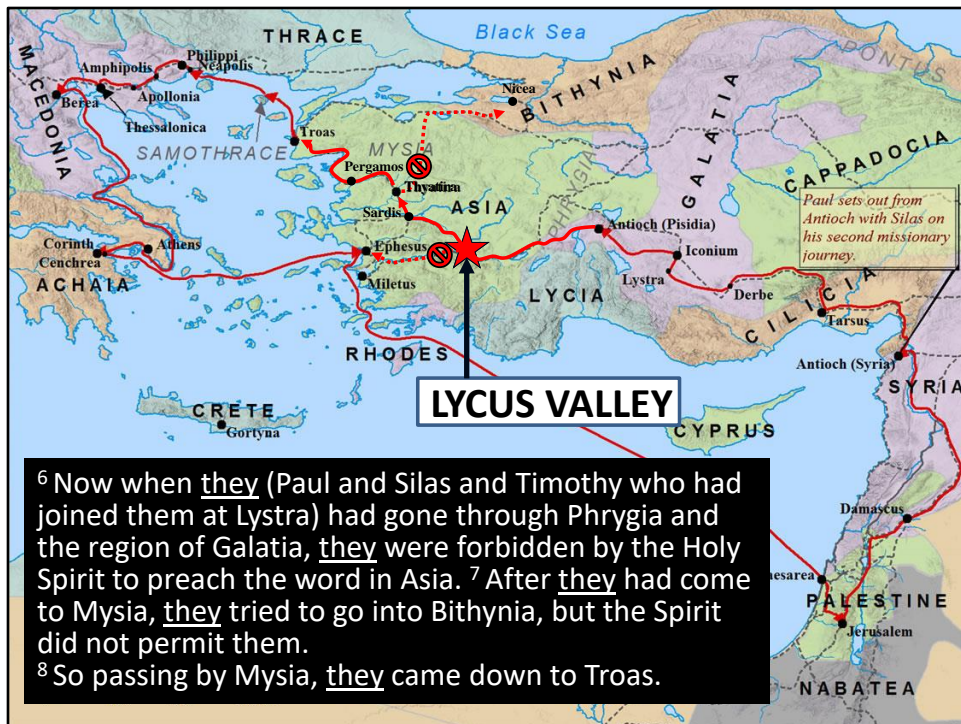 Black Sea
THRACE
PONTUS
MACEDONIA
Philippi
Neapolis
Amphipolis
Nicea
BITHYNIA
Apollonia
Berea
Thessalonica
SAMOTHRACE
Troas
MYSIA
GALATIA
CAPPADOCIA
Pergamos
PHRYGIA
Thyatira
ASIA
Sardis
Paul sets out from
Antioch with Silas on
his second missionary
journey.
Antioch (Pisidia)
Corinth
Athens
Cenchrea
Ephesus
Iconium
ACHAIA
Miletus
Lystra
LYCIA
Derbe
CILICIA
Tarsus
RHODES
Antioch (Syria)
SYRIA
LYCUS VALLEY
CRETE
Gortyna
CYPRUS
6 Now when they (Paul and Silas and Timothy who had
joined them at Lystra) had gone through Phrygia and
the region of Galatia, they were forbidden by the Holy
Spirit to preach the word in Asia. 7 After they had come
to Mysia, they tried to go into Bithynia, but the Spirit
did not permit them.
8 So passing by Mysia, they came down to Troas.
Damascus
esarea
PALESTINE
Jerusalem
NABATEA